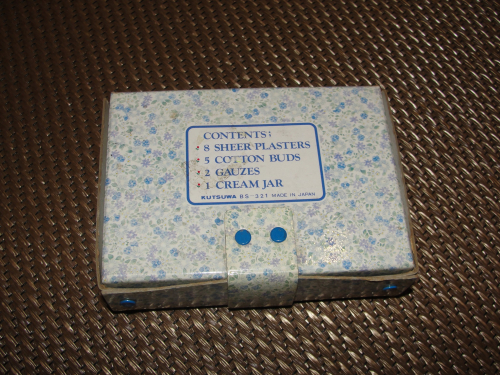 CONTENTS;
8 SHEER PLASTERS
5 COTTON BUDS
2 GAUZES
1 CREAM JAR
KUTSUWA BS-221 MADE IN JAPAN